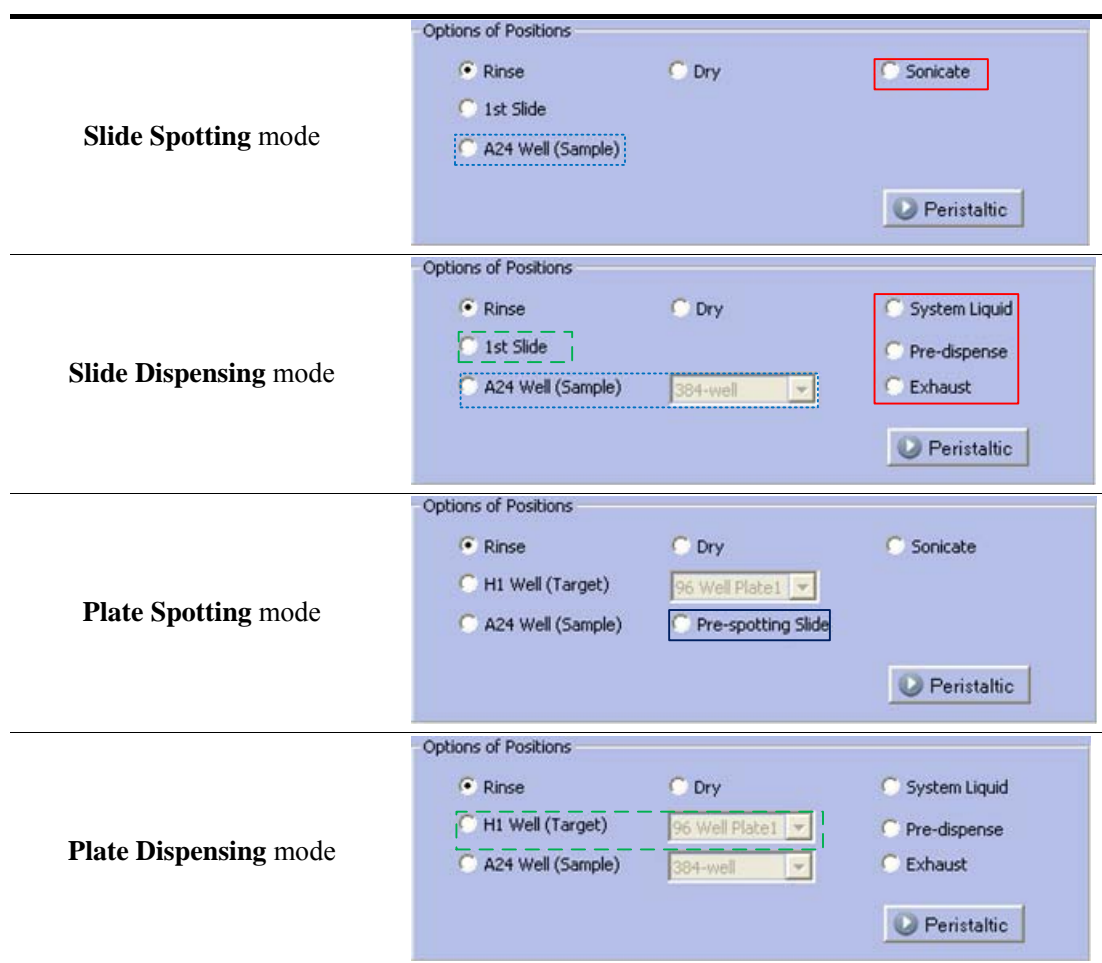 Options of Positions
Rinse Dry Sonicate
1st Slide
Slide Spotting mode
A24 Well (Sample)
Peristaltic
Options of Positions
Rinse Dry System Liquid
1st Slide Pre-dispense
Slide Dispensing mode
A24 Well (Sample) 384-well Exhaust
Peristaltic
Options of Positions
Rinse Dry Sonicate
H1 Well (Target) 96 Well Plate1
Plate Spotting mode
A24 Well (Sample) Pre-spotting Slide
Peristaltic
Options of Positions
Rinse Dry System Liquid
H1 Well (Target) 96 Well Plate1 Pre-dispense
Plate Dispensing mode
A24 Well (Sample) 384-well Exhaust
Peristaltic